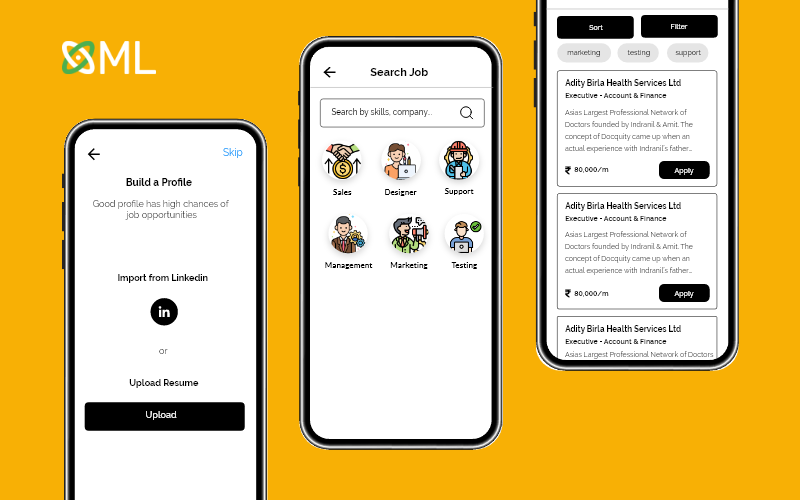 ML
Skip
Build a Profile
Good profile has high chances of
job opportunities
Import from Linkedin
in
or
Upload Resume
Upload
Search Job
Search by skills, company...
Sales
Designer
Support
Management
Marketing
Testing
Sort
Filter
marketing
testing
support
Adity Birla Health Services Ltd
Executive - Account & Finance
Asias Largest Professional Network of
Doctors founded by Indranil & Amit. The
concept of Docquity came up when an
actual experience with Indranil's father...
₹ 80,000/m
Apply
Adity Birla Health Services Ltd
Executive - Account & Finance
Asias Largest Professional Network of
Doctors founded by Indranil & Amit. The
concept of Docquity came up when an
actual experience with Indranil's father...
₹ 80,000/m
Apply
Adity Birla Health Services Ltd
Executive - Account & Finance
Asias Largest Professional Network of Doctors